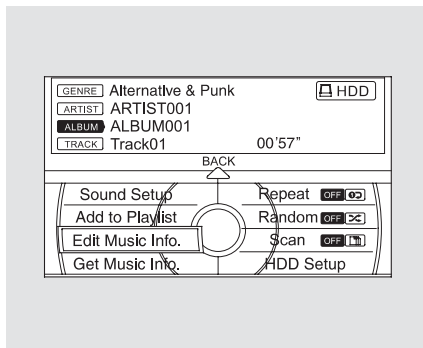 GENRE Alternative & Punk HDD
ARTIST ARTIST001
ALBUM ALBUM001
TRACK Track01 00'57"
BACK
Sound Setup Repeat OFF
Add to Playlist Random OFF
Edit Music Info. Scan OFF
Get Music Info. HDD Setup